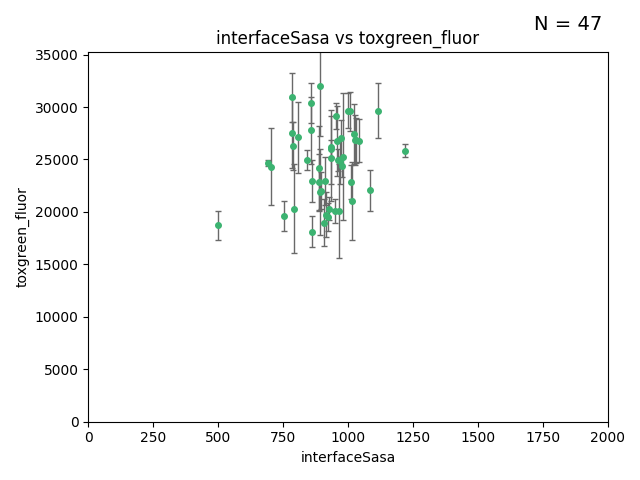 N = 47
interfaceSasa vs toxgreen_fluor
35000
30000
25000
20000
15000
10000
5000
0
toxgreen_fluor
0 250 500 750 1000 1250 1500 1750 2000
interfaceSasa